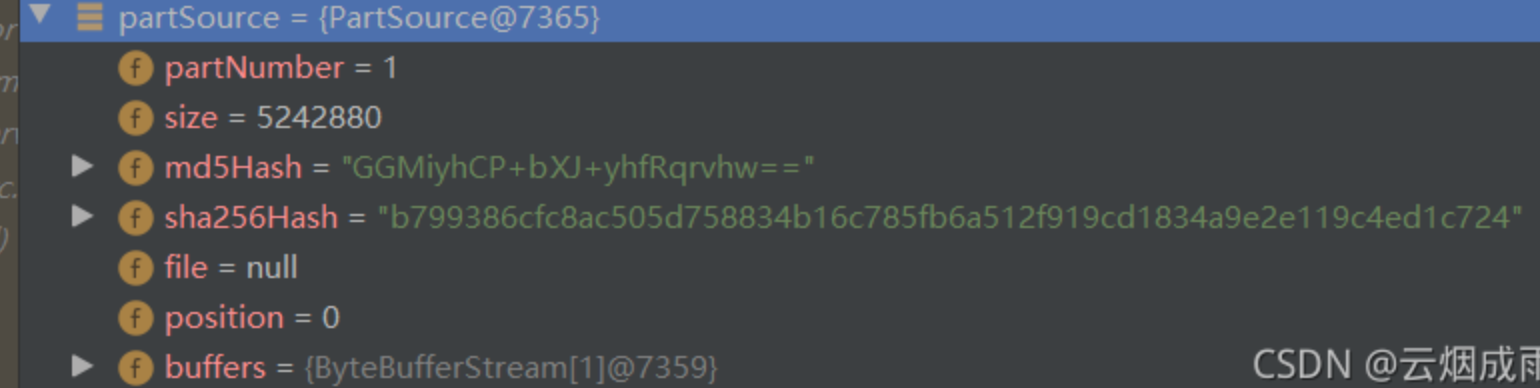 partSource = {PartSource@7365}
f partNumber = 1
f size = 5242880
f md5Hash = "GGMiyhCP+bXJ+yhfRqrvhw=="
f sha256Hash = "b799386cfc8ac505d758834b16c785fb6a512f919cd1834a9e2e119c4ed1c724"
f file = null
f position = 0
f buffers = {ByteBufferStream[1]@7359}
CSDN @云烟成雨